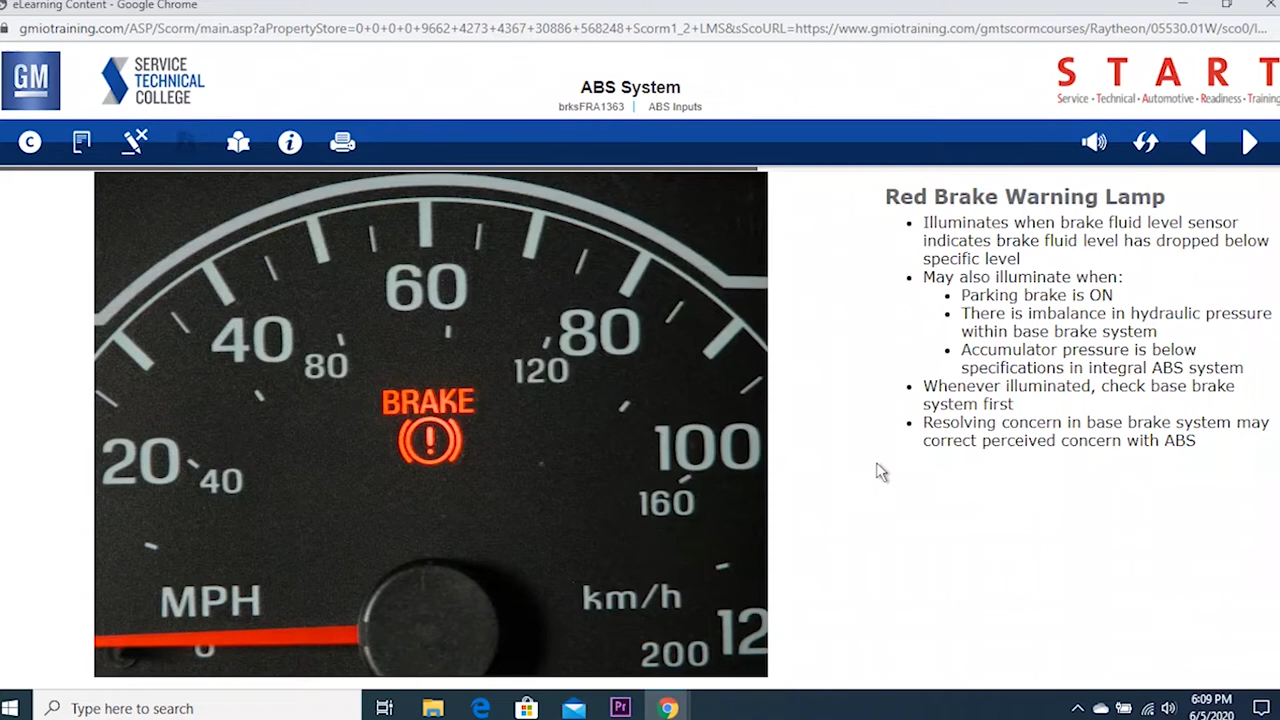 eLearning Content - Google Chrome
gmiotraining.com/ASP/Scorm/main.asp?aPropertyStore=0+0+0+0+9662+4273+4367+30886+568248+Scorm1_2+LMS&sScoURL=https://www.gmiotraining.com/gmtscormcourses/Raytheon/05530.01W/sco0/l...
GM
SERVICE
TECHNICAL
COLLEGE
ABS System
brksFRA1363 | ABS Inputs
START
Service • Technical • Automotive • Readiness • Training
C
Red Brake Warning Lamp
• Illuminates when brake fluid level sensor
indicates brake fluid level has dropped below
specific level
• May also illuminate when:
• Parking brake is ON
• There is imbalance in hydraulic pressure
within base brake system
• Accumulator pressure is below
specifications in integral ABS system
• Whenever illuminated, check base brake
system first
• Resolving concern in base brake system may
correct perceived concern with ABS
60
40
80
80
120
BRAKE
!
20
40
100
160
MPH
km/h
0
200
12
Type here to search
Pr
6:09 PM
6/5/2020